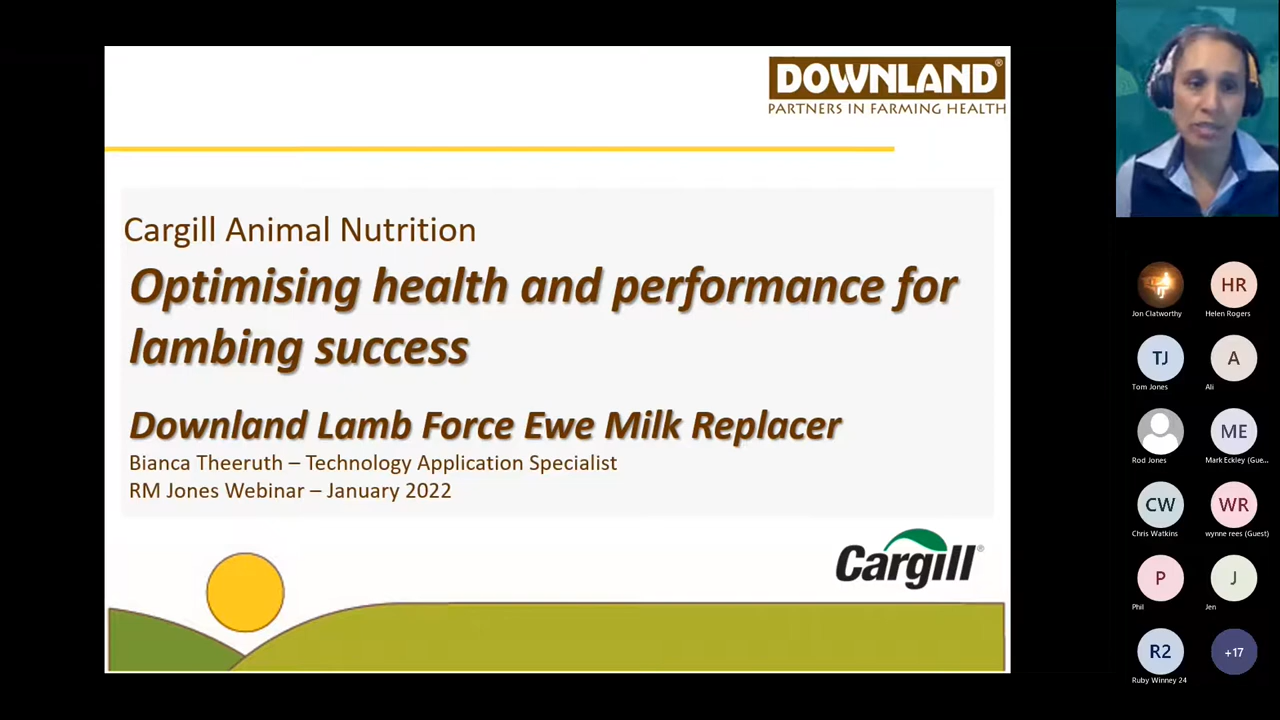 DOWNLAND®
PARTNERS IN FARMING HEALTH
Cargill Animal Nutrition
Optimising health and performance for
lambing success
Downland Lamb Force Ewe Milk Replacer
Bianca Theeruth – Technology Application Specialist
RM Jones Webinar – January 2022
Cargill®
HR
Jon Clatworthy
Helen Rogers
TJ
A
Tom Jones
Ali
ME
Rod Jones
Mark Eckley (Gue...
CW
WR
Chris Watkins
wynne rees (Guest)
P
J
Phil
Jen
R2
+17
Ruby Winney 24